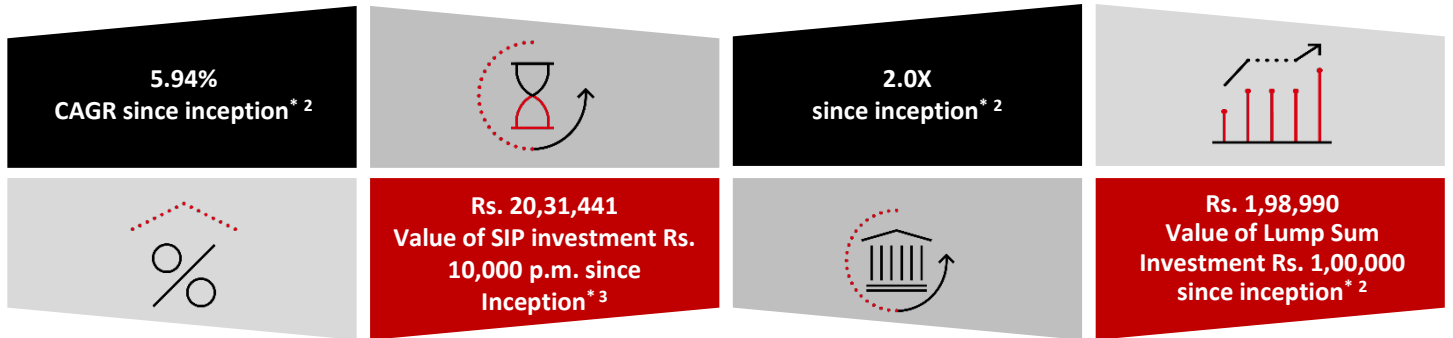 5.94%
CAGR since inception* 2
2.0X
since inception* 2
Rs. 20,31,441
Value of SIP investment Rs.
10,000 p.m. since
Inception* 3
Rs. 1,98,990
Value of Lump Sum
Investment Rs. 1,00,000
since inception* 2